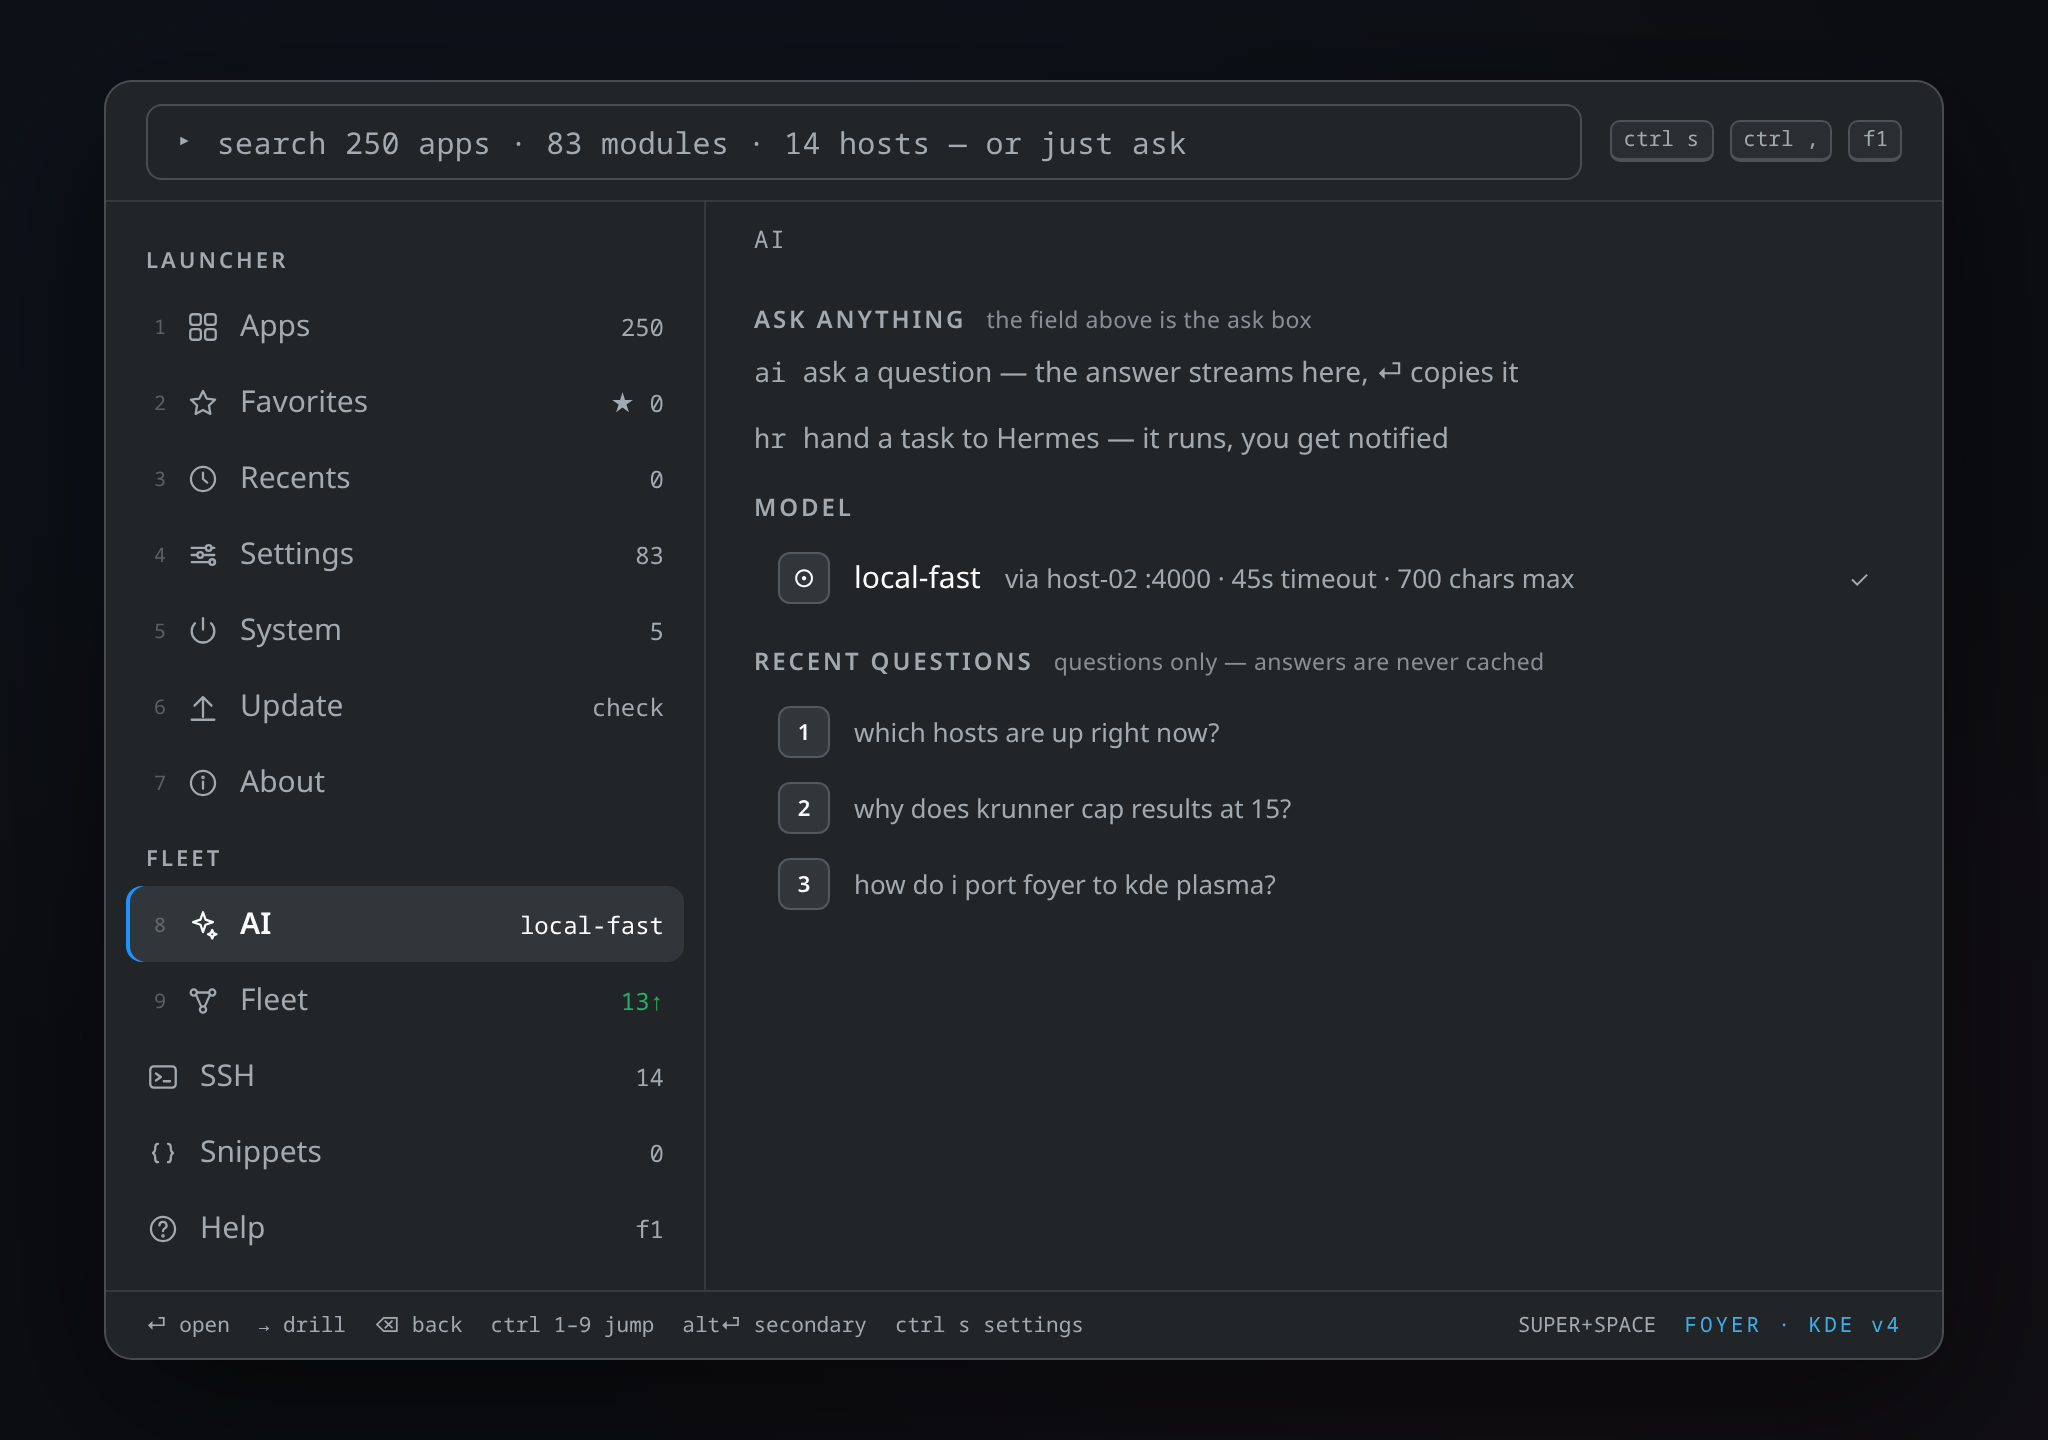 ‣ search 250 apps · 83 modules · 14 hosts — or just ask
ctrl s
ctrl ,
f1
LAUNCHER
1 Apps 250
2 Favorites ★ 0
3 Recents 0
4 Settings 83
5 System 5
6 Update check
7 About
FLEET
8 AI local-fast
9 Fleet 13↑
SSH 14
Snippets 0
Help f1
AI
ASK ANYTHING the field above is the ask box
ai ask a question — the answer streams here, ⏎ copies it
hr hand a task to Hermes — it runs, you get notified
MODEL
local-fast via host-02 :4000 · 45s timeout · 700 chars max ✓
RECENT QUESTIONS questions only — answers are never cached
1 which hosts are up right now?
2 why does krunner cap results at 15?
3 how do i port foyer to kde plasma?
⏎ open → drill ⌫ back ctrl 1–9 jump alt⏎ secondary ctrl s settings
SUPER+SPACE FOYER · KDE v4